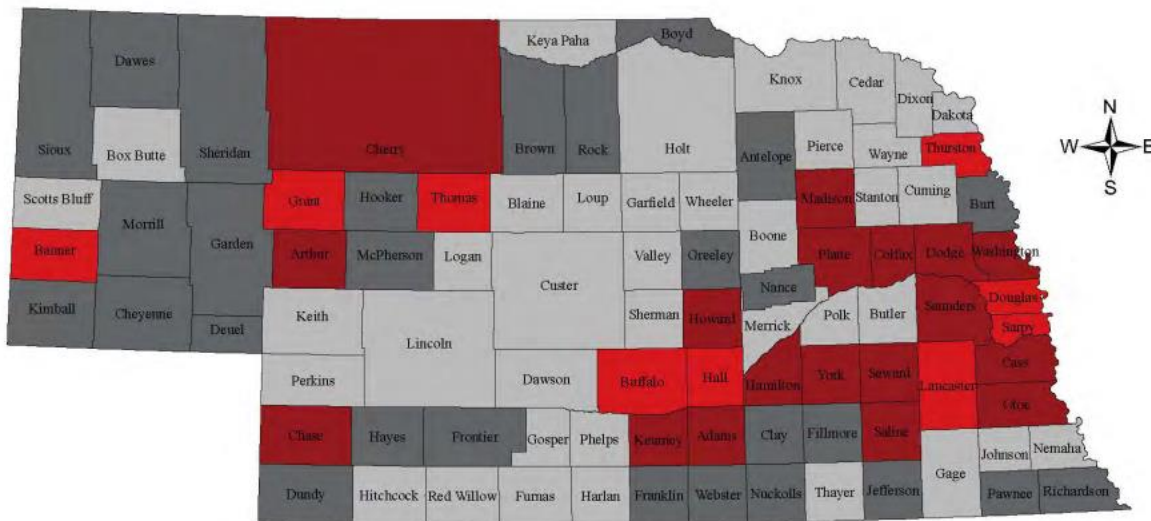 Keya Paha
Boyd
Dawes
Knox
Cedar
Dixon
Dakota
N
W
E
S
Sioux
Box Butte
Sheridan
Cherry
Brown
Rock
Holt
Antelope
Pierce
Wayne
Thurston
Scotts Bluff
Morrill
Garden
Grant
Hooker
Thomas
Blaine
Loup
Garfield
Wheeler
Boone
Madison
Stanton
Cuming
Burt
Banner
Arthur
McPherson
Logan
Custer
Valley
Greeley
Nance
Platte
Colfax
Dodge
Washington
Kimball
Cheyenne
Deuel
Keith
Lincoln
Sherman
Howard
Merrick
Polk
Butler
Saunders
Douglas
Sarpy
Perkins
Dawson
Buffalo
Hall
Hamilton
York
Seward
Lancaster
Cass
Otoe
Chase
Hayes
Frontier
Gosper
Phelps
Kearney
Adams
Clay
Fillmore
Saline
Gage
Johnson
Nemaha
Dundy
Hitchcock
Red Willow
Furnas
Harlan
Franklin
Webster
Nuckolls
Thayer
Jefferson
Pawnee
Richardson